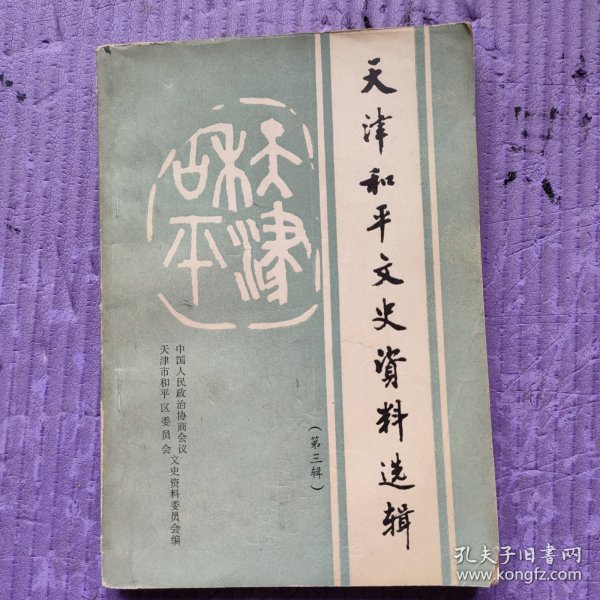 天津和平文史資料选辑
(第三辑)
天津
和平
中国人民政治协商会议
天津市和平区委员会
文史资料委员会编
孔夫子旧书网
www.kongfz.com